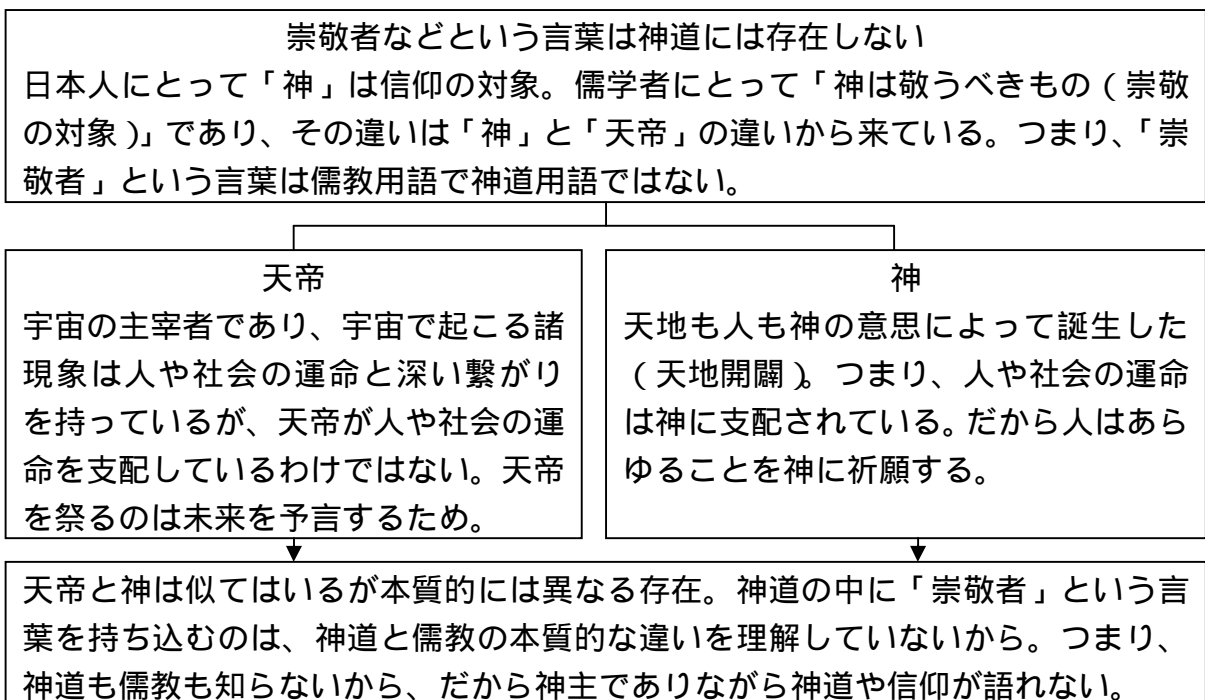 崇敬者などという言葉は神道には存在しない
日本人にとって「神」は信仰の対象。儒学者にとって「神は敬うべきもの（崇敬
の対象）」であり、その違いは「神」と「天帝」の違いから来ている。つまり、「崇
敬者」という言葉は儒教用語で神道用語ではない。
天帝
宇宙の主宰者であり、宇宙で起こる諸
現象は人や社会の運命と深い繋がり
を持っているが、天帝が人や社会の運
命を支配しているわけではない。天帝
を祭るのは未来を予言するため。
神
天地も人も神の意思によって誕生した
（天地開闢）。つまり、人や社会の運命
は神に支配されている。だから人はあら
ゆることを神に祈願する。
天帝と神は似てはいるが本質的には異なる存在。神道の中に「崇敬者」という言
葉を持ち込むのは、神道と儒教の本質的な違いを理解していないから。つまり、
神道も儒教も知らないから、だから神主でありながら神道や信仰が語れない。